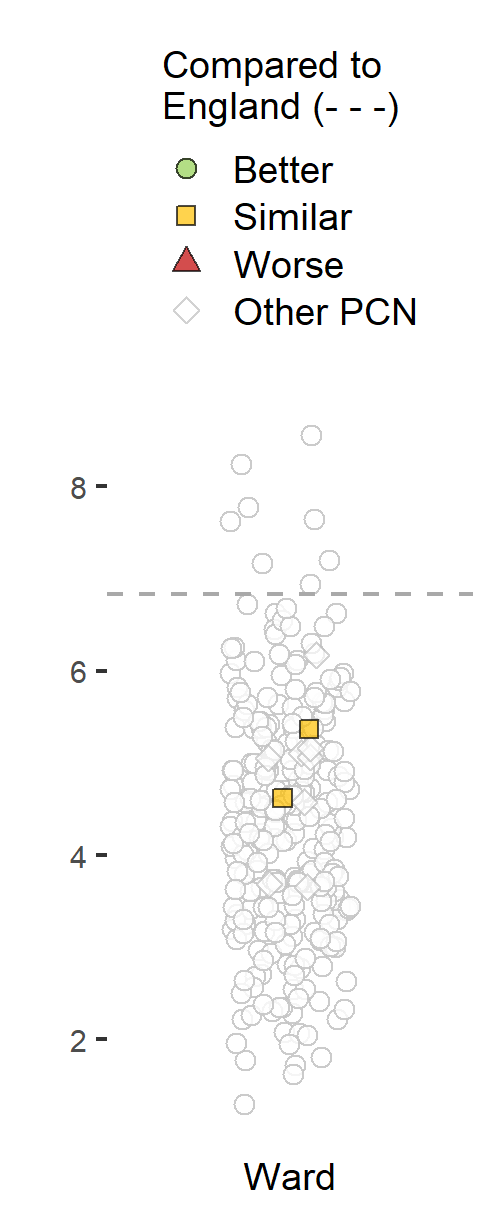 Compared to
England (- - -)
Better
Similar
Worse
Other PCN
8
6
4
2
Ward